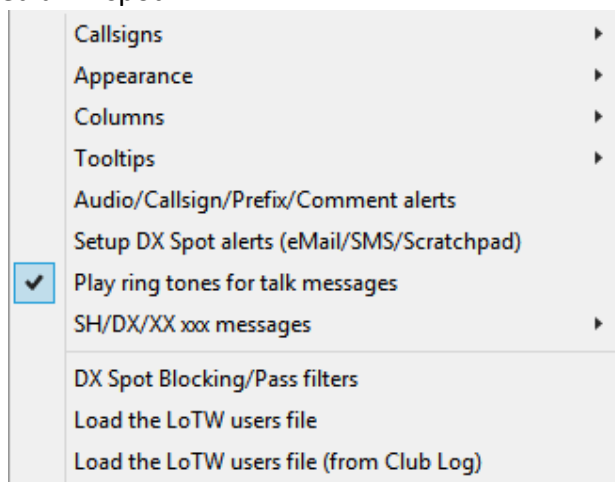 Callsigns
Appearance
Columns
Tooltips
Audio/Callsign/Prefix/Comment alerts
Setup DX Spot alerts (eMail/SMS/Scratchpad)
Play ring tones for talk messages
SH/DX/XX xxx messages
DX Spot Blocking/Pass filters
Load the LoTW users file
Load the LoTW users file (from Club Log)